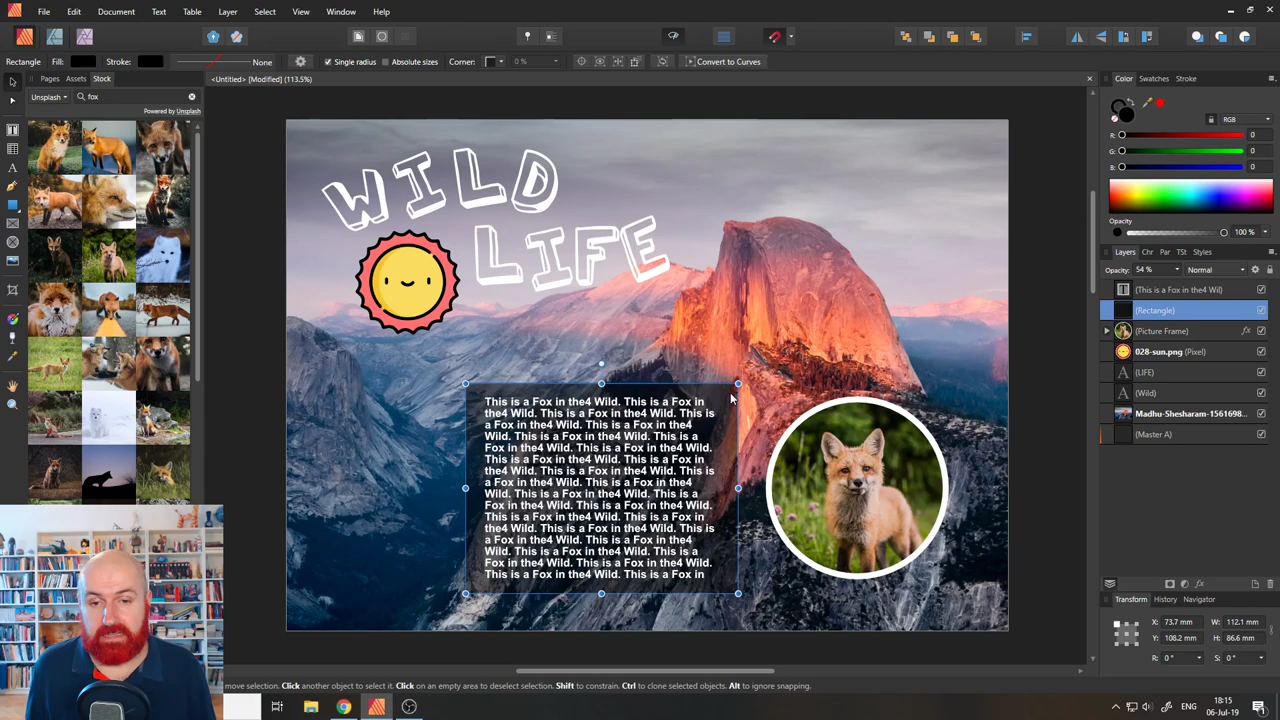 File Edit Document Text Table Layer Select View Window Help
Rectangle Fill: Stroke: None Single radius Absolute sizes Corner: 0 % Convert to Curves
Pages Assets Stock
<Untitled> [Modified] (113.5%)
Unsplash fox
Powered by Unsplash
WILD
LIFE
This is a Fox in the4 Wild. This is a Fox in
the4 Wild. This is a Fox in the4 Wild. This is
a Fox in the4 Wild. This is a Fox in the4
Wild. This is a Fox in the4 Wild. This is a
Fox in the4 Wild. This is a Fox in the4 Wild.
This is a Fox in the4 Wild. This is a Fox in
the4 Wild. This is a Fox in the4 Wild. This is
a Fox in the4 Wild. This is a Fox in the4
Wild. This is a Fox in the4 Wild. This is a
Fox in the4 Wild. This is a Fox in the4 Wild.
This is a Fox in the4 Wild. This is a Fox in
the4 Wild. This is a Fox in the4 Wild. This is
a Fox in the4 Wild. This is a Fox in the4
Wild. This is a Fox in the4 Wild. This is a
Fox in the4 Wild. This is a Fox in the4 Wild.
This is a Fox in the4 Wild. This is a Fox in
Color Swatches Stroke
RGB
R: 0
G: 0
B: 0
Opacity
100 %
Layers Chr Par TSt Styles
Opacity: 54 % Normal
(This is a Fox in the4 Wil)
(Rectangle)
(Picture Frame) fx
028-sun.png (Pixel)
(LIFE)
(Wild)
Madhu-Shesharam-1561698...
(Master A)
Transform History Navigator
X: 73.7 mm W: 112.1 mm
Y: 108.2 mm H: 86.6 mm
R: 0 ° S: 0 °
move selection. Click another object to select it. Click on an empty area to deselect selection. Shift to constrain. Ctrl to clone selected objects. Alt to ignore snapping.
18:15
06-Jul-19